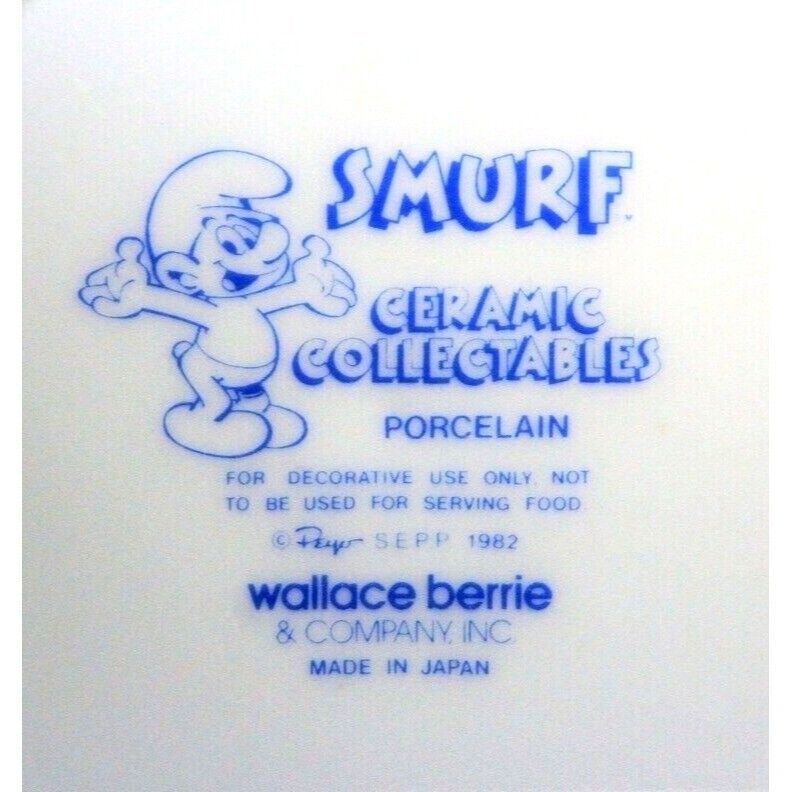 SMURF™
CERAMIC
COLLECTABLES
PORCELAIN
FOR DECORATIVE USE ONLY. NOT
TO BE USED FOR SERVING FOOD.
© Peyo SEPP 1982
wallace berrie
& COMPANY, INC.
MADE IN JAPAN